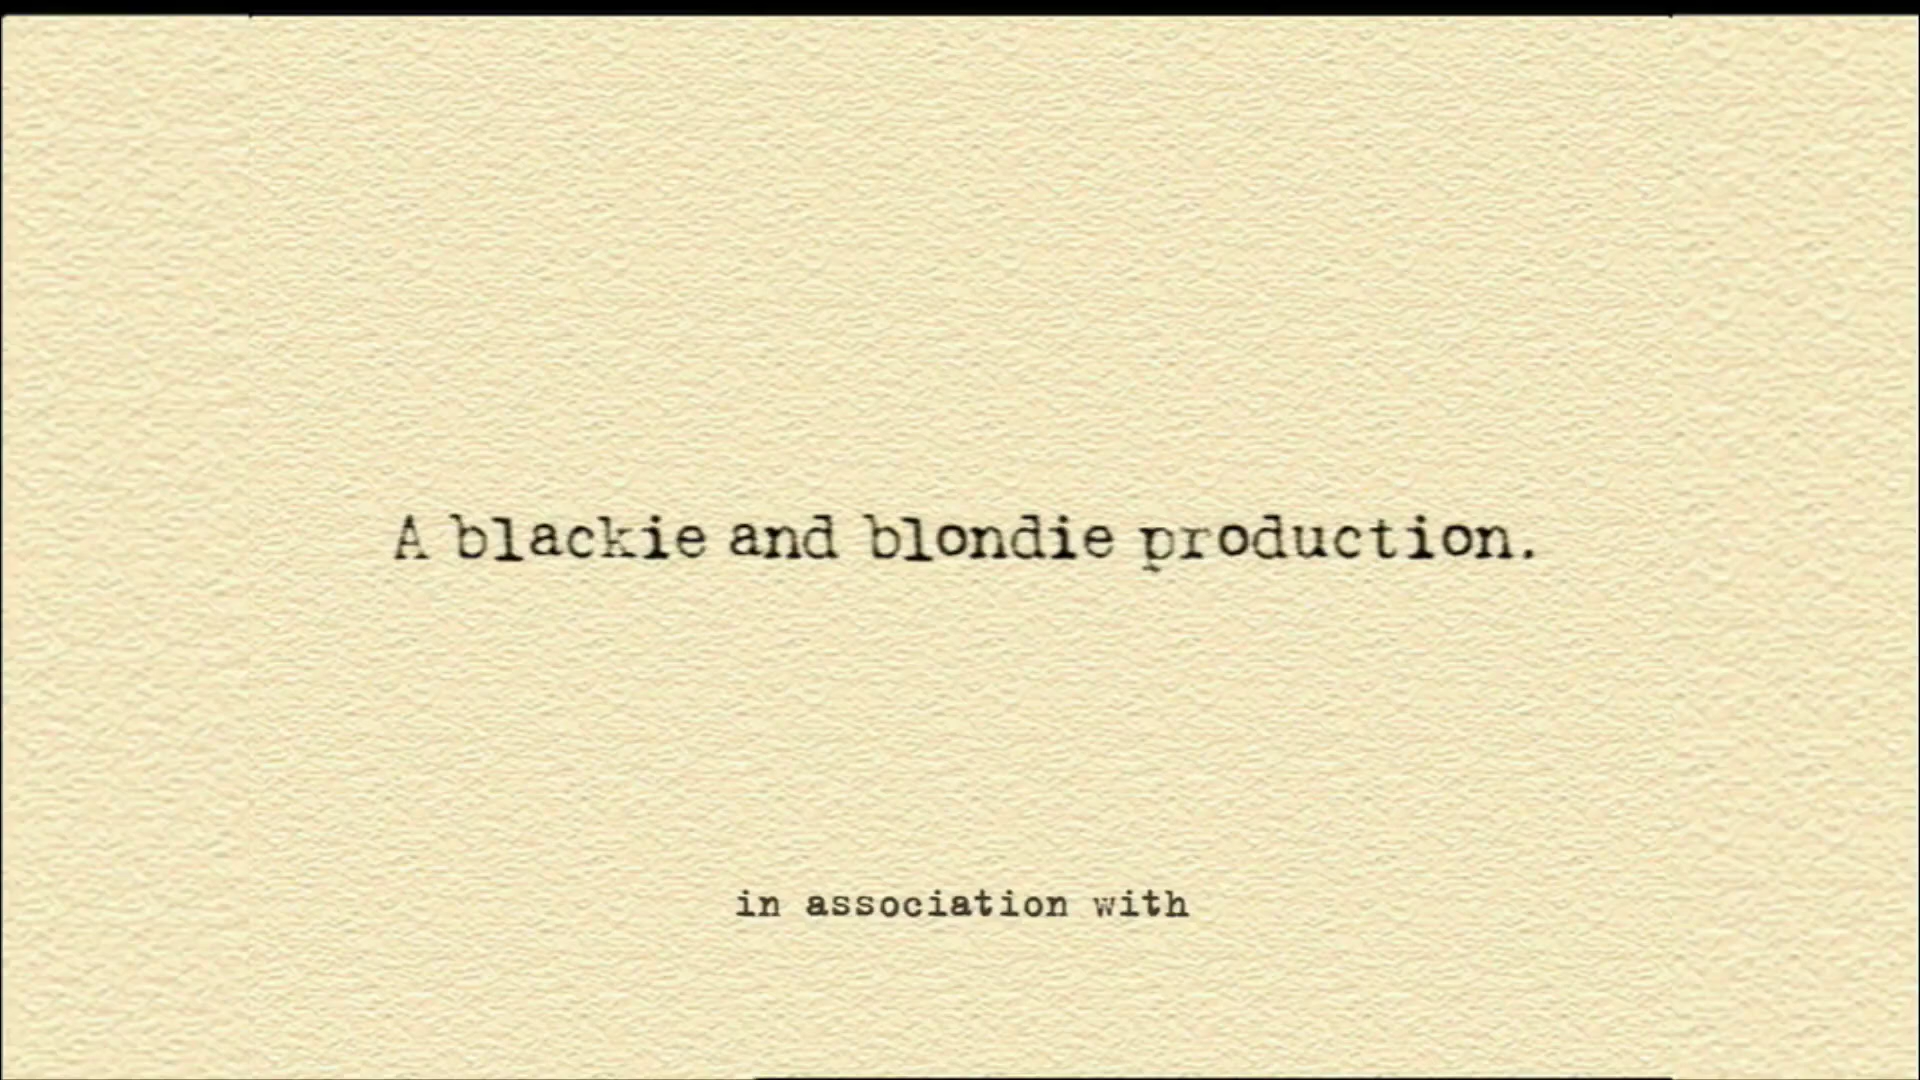 A blackie and blondie production.
in association with